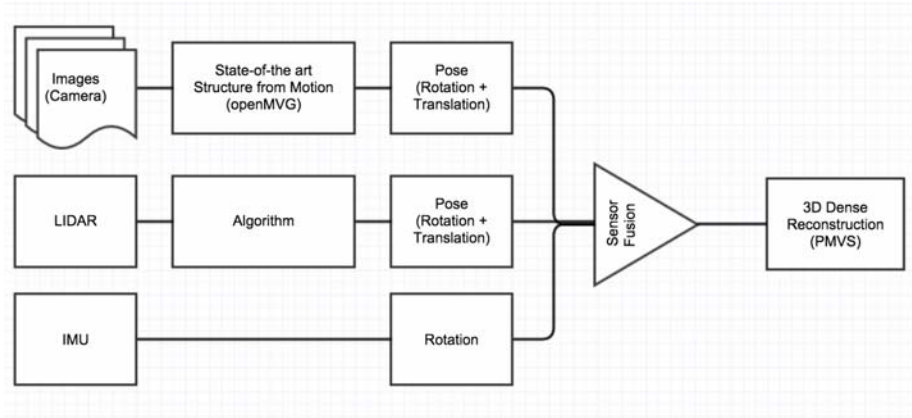 Images
(Camera)
State-of-the art
Structure from Motion
(openMVG)
Pose
(Rotation +
Translation)
LIDAR
Algorithm
Pose
(Rotation +
Translation)
IMU
Rotation
Sensor
Fusion
3D Dense
Reconstruction
(PMVS)